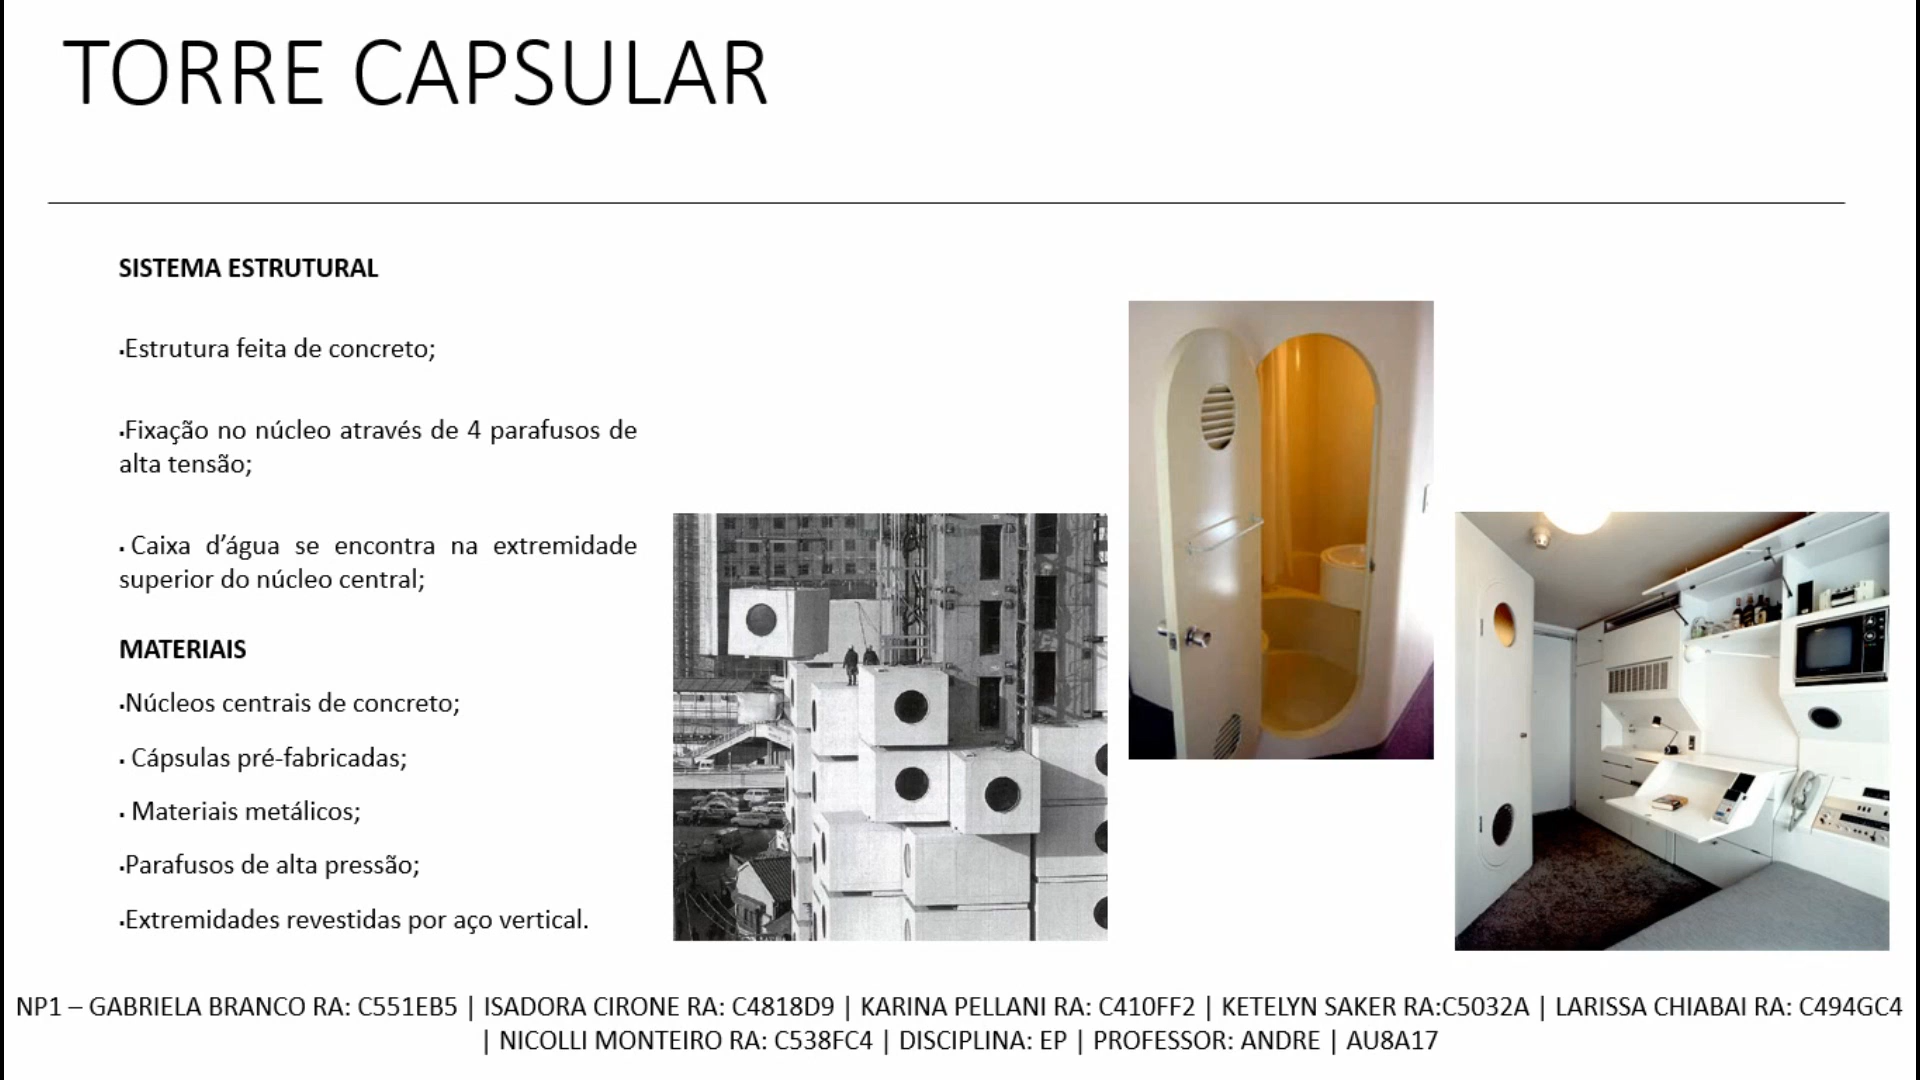 TORRE CAPSULAR
SISTEMA ESTRUTURAL
▪Estrutura feita de concreto;
▪Fixação no núcleo através de 4 parafusos de
alta tensão;
▪ Caixa d’água se encontra na extremidade
superior do núcleo central;
MATERIAIS
▪Núcleos centrais de concreto;
▪ Cápsulas pré-fabricadas;
▪ Materiais metálicos;
▪Parafusos de alta pressão;
▪Extremidades revestidas por aço vertical.
NP1 – GABRIELA BRANCO RA: C551EB5 | ISADORA CIRONE RA: C4818D9 | KARINA PELLANI RA: C410FF2 | KETELYN SAKER RA:C5032A | LARISSA CHIABAI RA: C494GC4
| NICOLLI MONTEIRO RA: C538FC4 | DISCIPLINA: EP | PROFESSOR: ANDRE | AU8A17